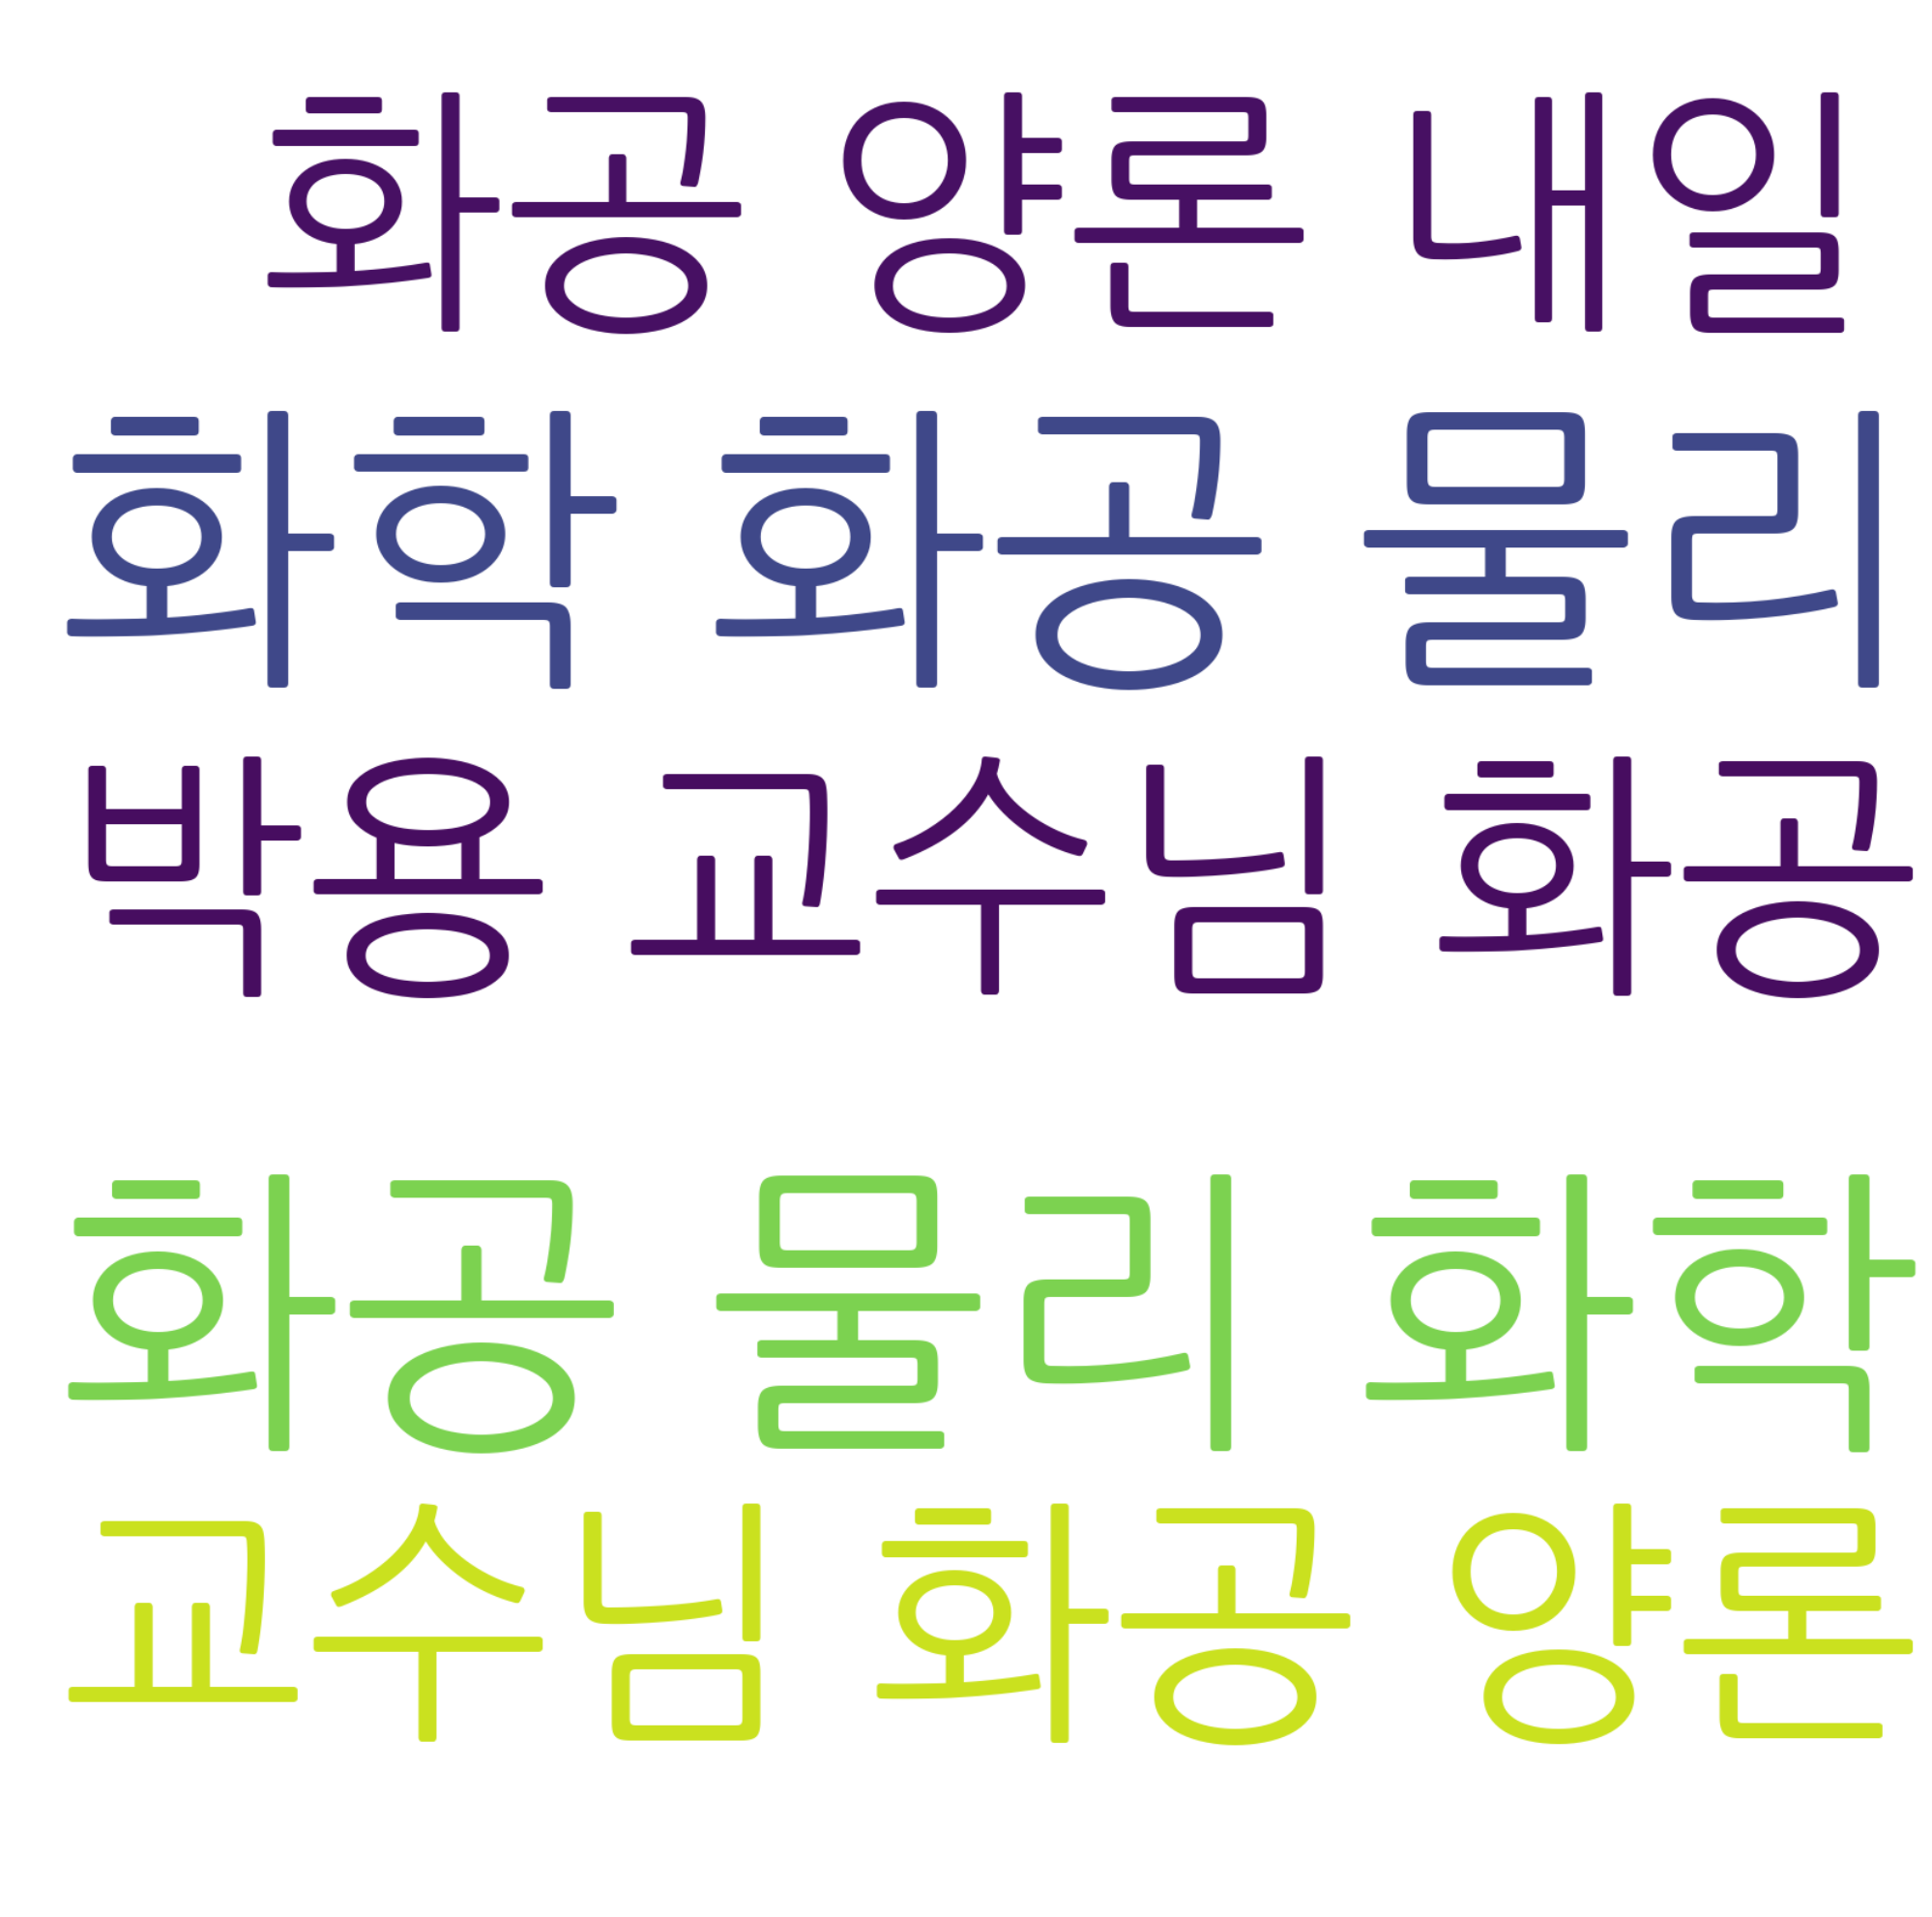 화공 양론 내일
화학 화공 물리
박용 교수님 화공
화공 물리 화학
교수님 화공 양론